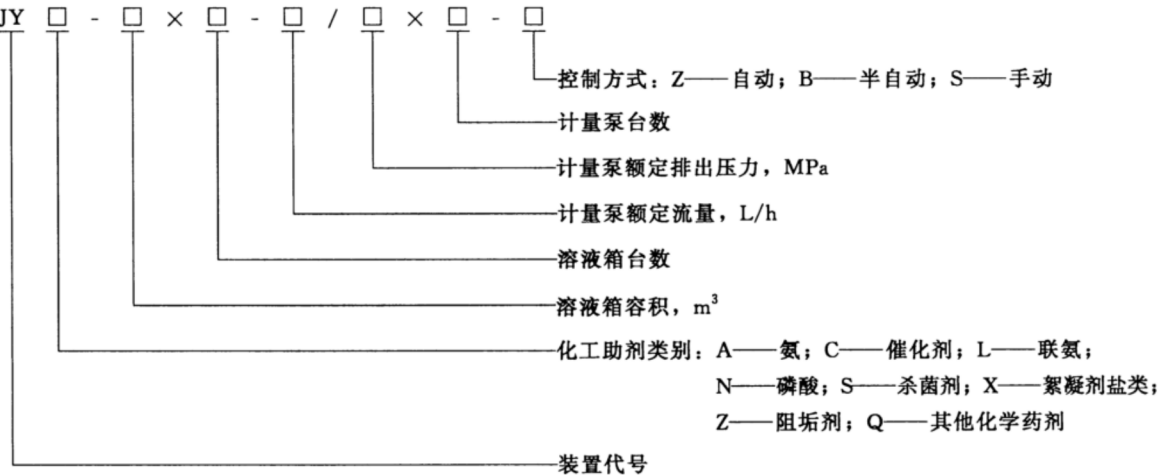 JY □ - □ × □ - □ / □ × □ - □
控制方式：Z——自动；B——半自动；S——手动
计量泵台数
计量泵额定排出压力，MPa
计量泵额定流量，L/h
溶液箱台数
溶液箱容积，m³
化工助剂类别：A——氨；C——催化剂；L——联氨；
N——磷酸；S——杀菌剂；X——絮凝剂盐类；
Z——阻垢剂；Q——其他化学药剂
装置代号